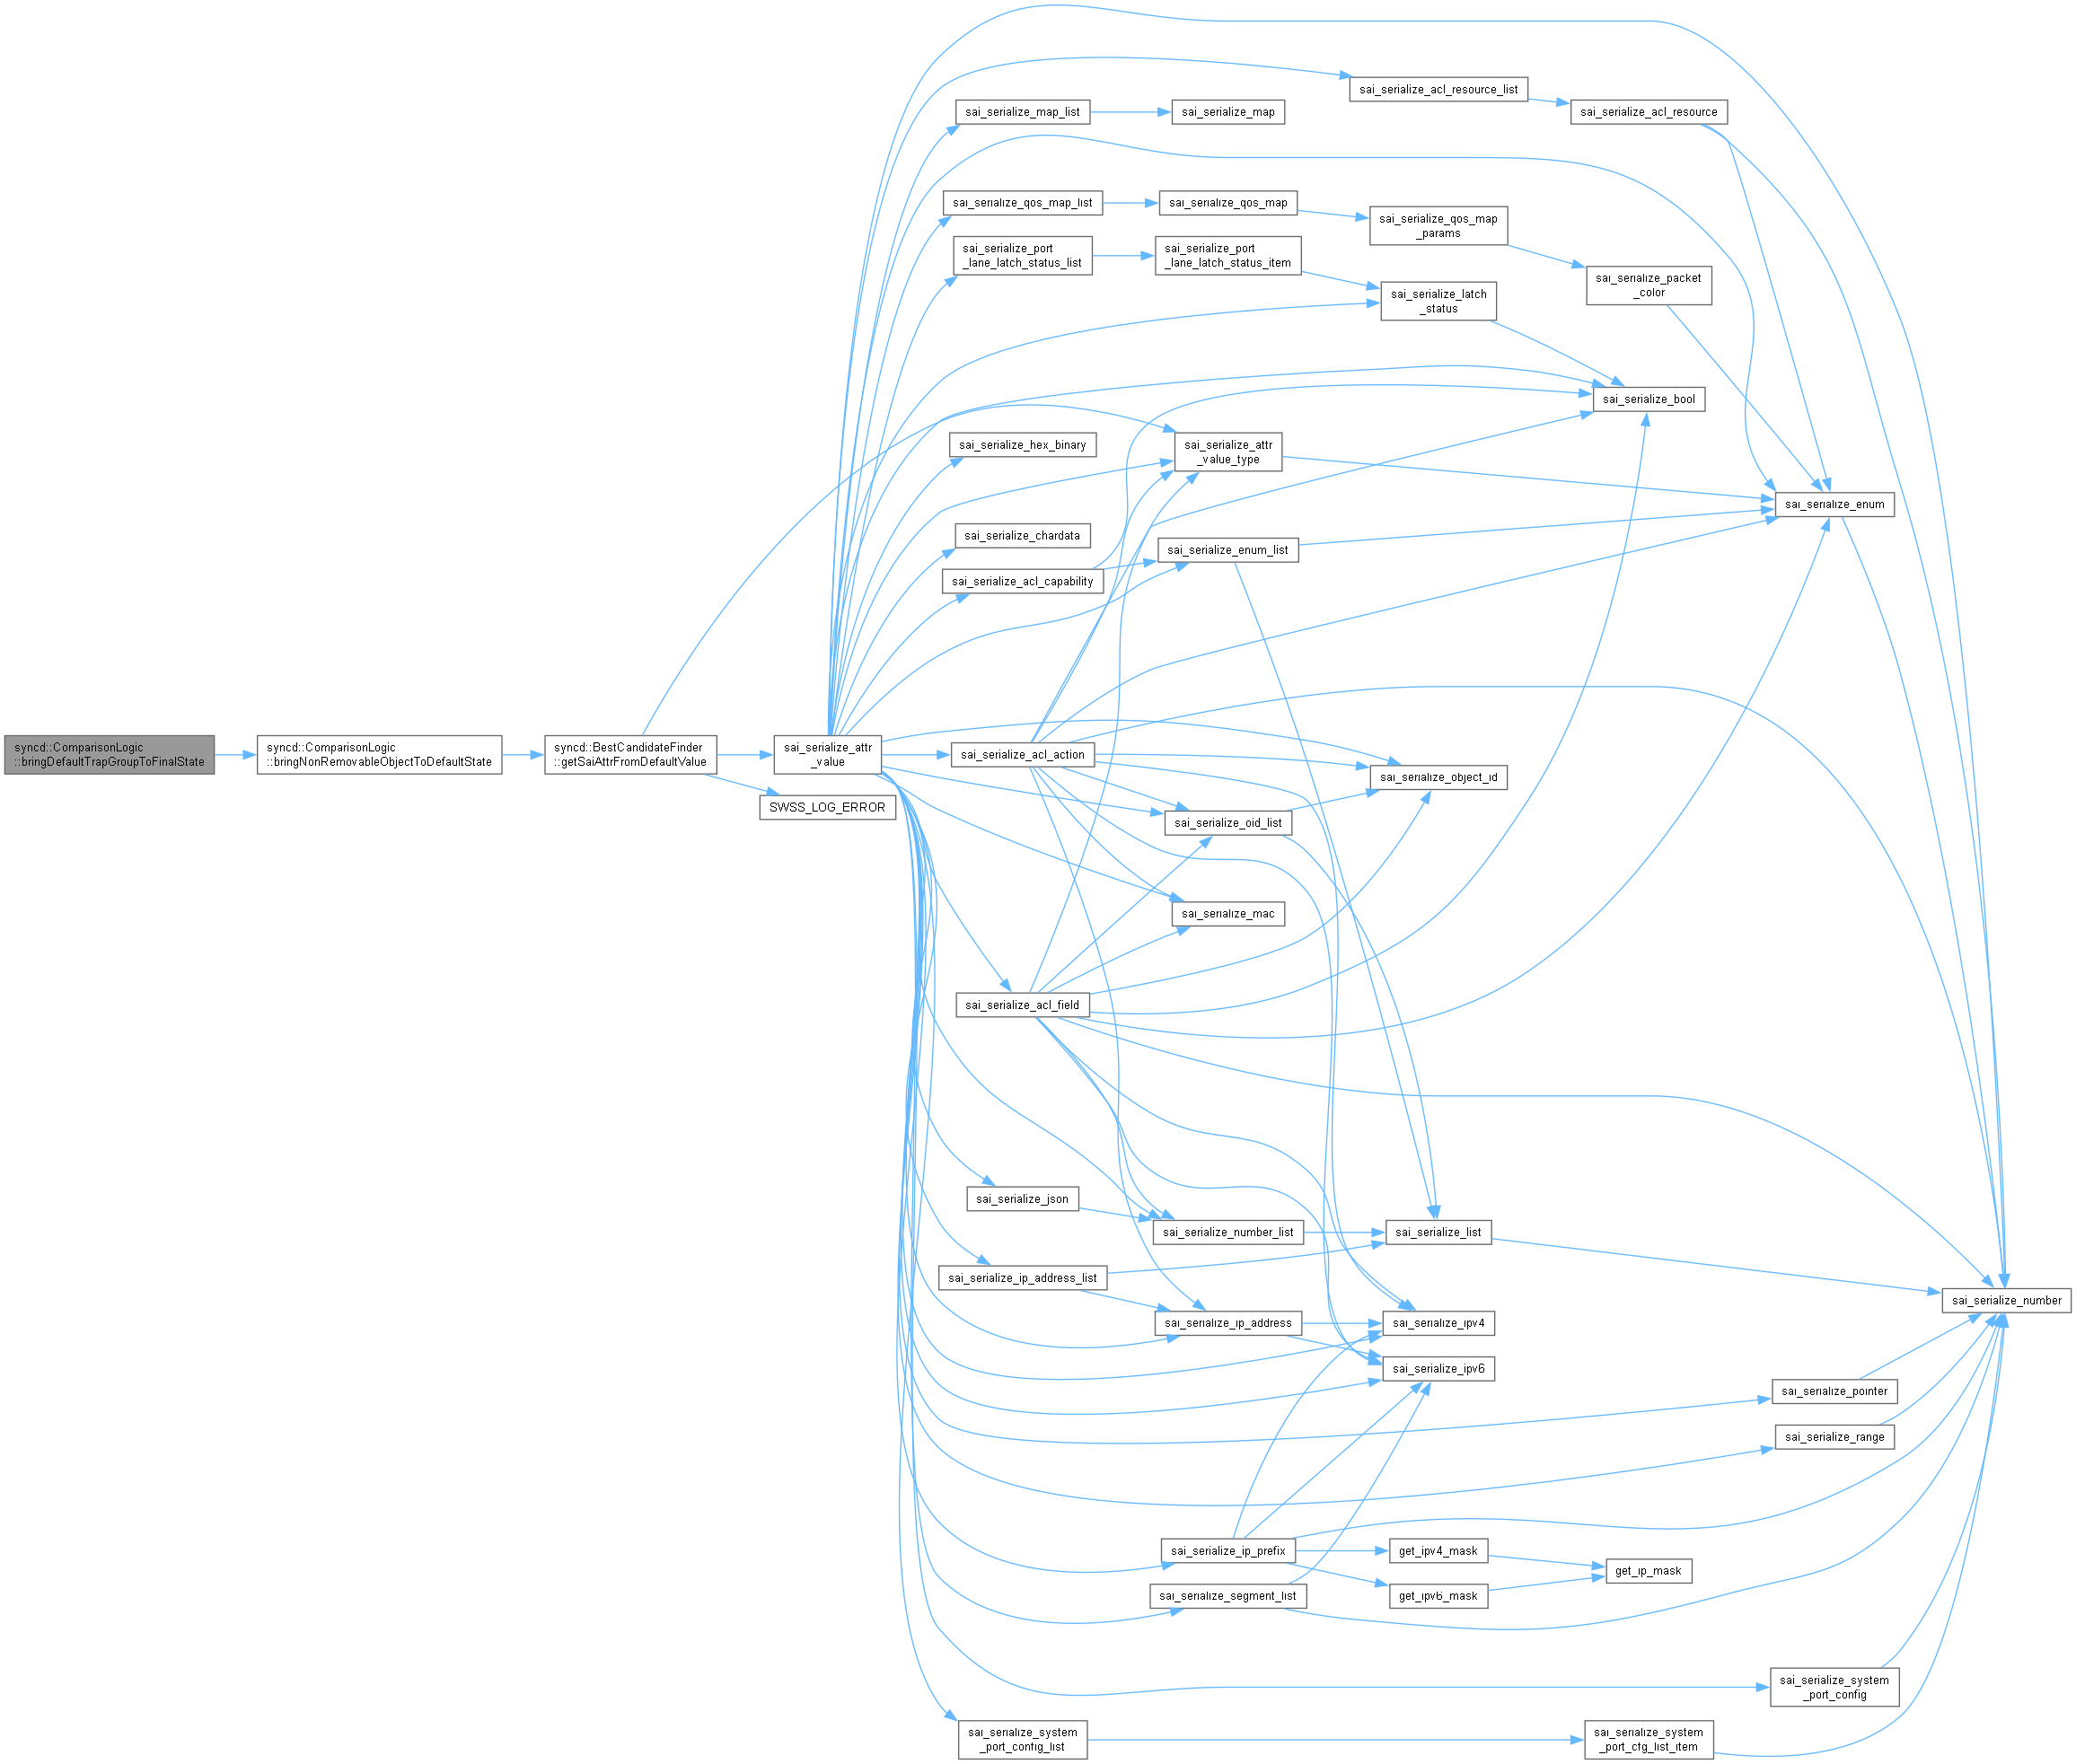 syncd::ComparisonLogic
::bringDefaultTrapGroupToFinalState
syncd::ComparisonLogic
::bringNonRemovableObjectToDefaultState
syncd::BestCandidateFinder
::getSaiAttrFromDefaultValue
sai_serialize_attr
_value
SWSS_LOG_ERROR
sai_serialize_acl_resource_list
sai_serialize_acl_resource
sai_serialize_map_list
sai_serialize_map
sai_serialize_qos_map_list
sai_serialize_qos_map
sai_serialize_qos_map
_params
sai_serialize_port
_lane_latch_status_list
sai_serialize_port
_lane_latch_status_item
sai_serialize_packet
_color
sai_serialize_latch
_status
sai_serialize_bool
sai_serialize_hex_binary
sai_serialize_attr
_value_type
sai_serialize_enum
sai_serialize_chardata
sai_serialize_enum_list
sai_serialize_acl_capability
sai_serialize_acl_action
sai_serialize_object_id
sai_serialize_oid_list
sai_serialize_mac
sai_serialize_acl_field
sai_serialize_json
sai_serialize_number_list
sai_serialize_list
sai_serialize_ip_address_list
sai_serialize_number
sai_serialize_ip_address
sai_serialize_ipv4
sai_serialize_ipv6
sai_serialize_pointer
sai_serialize_range
sai_serialize_ip_prefix
get_ipv4_mask
get_ip_mask
sai_serialize_segment_list
get_ipv6_mask
sai_serialize_system
_port_config
sai_serialize_system
_port_config_list
sai_serialize_system
_port_cfg_list_item